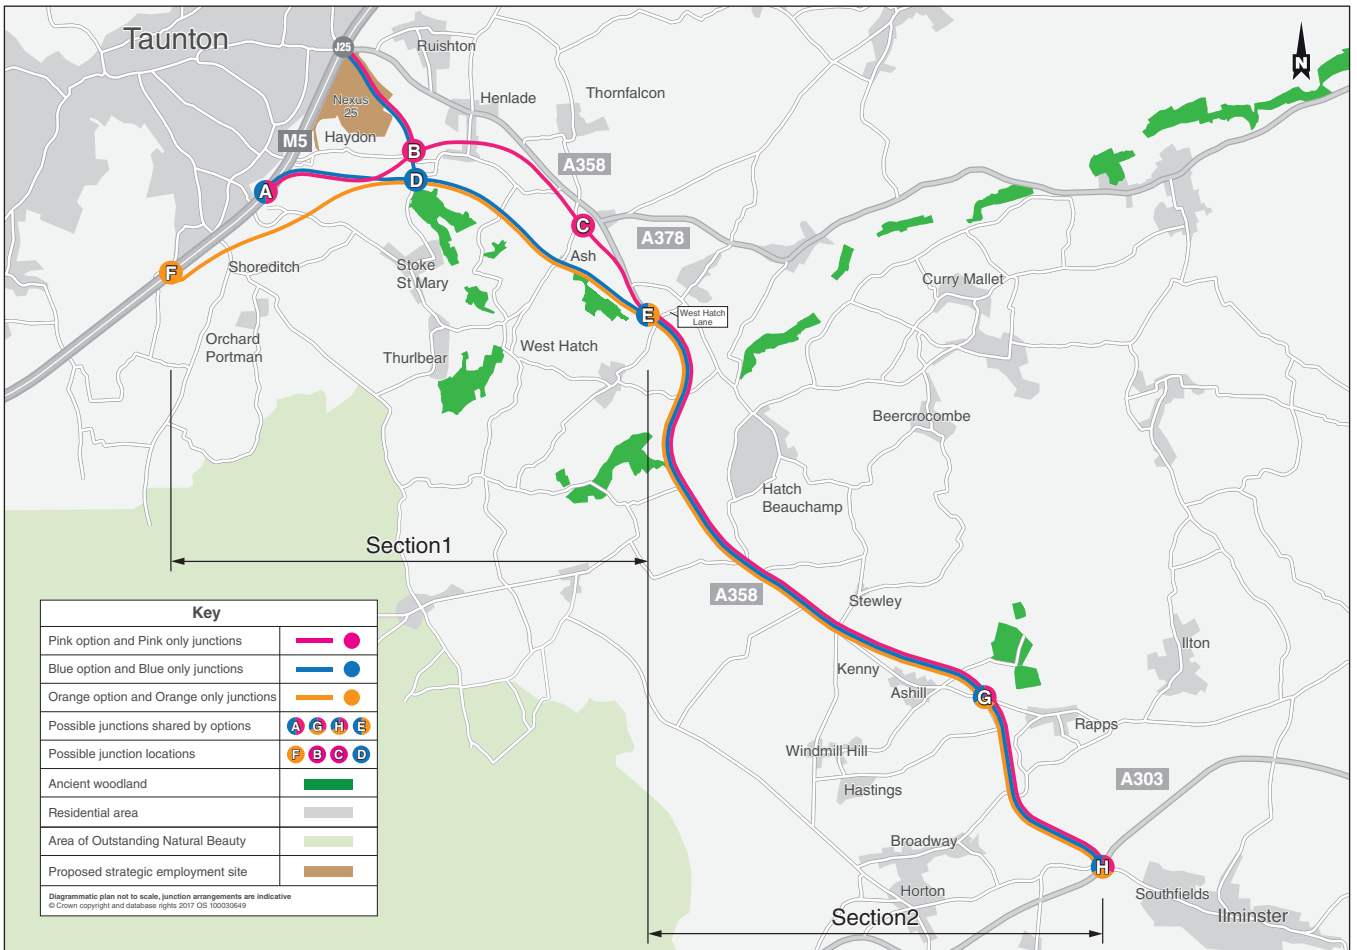 Taunton
J25
Ruishton
N
Nexus
25
Henlade
Thornfalcon
M5
Haydon
B
A358
A
D
C
A378
F
Shoreditch
Stoke
St Mary
Ash
Curry Mallet
E
West Hatch
Lane
Orchard
Portman
Thurlbear
West Hatch
Beercrocombe
Hatch
Beauchamp
Section1
A358
Stewley
Ilton
Kenny
Ashill
G
Rapps
Windmill Hill
A303
Hastings
Broadway
H
Horton
Southfields
Ilminster
Section2
Key
Pink option and Pink only junctions
Blue option and Blue only junctions
Orange option and Orange only junctions
Possible junctions shared by options A G H E
Possible junction locations F B C D
Ancient woodland
Residential area
Area of Outstanding Natural Beauty
Proposed strategic employment site
Diagrammatic plan not to scale, junction arrangements are indicative
© Crown copyright and database rights 2017 OS 100030649